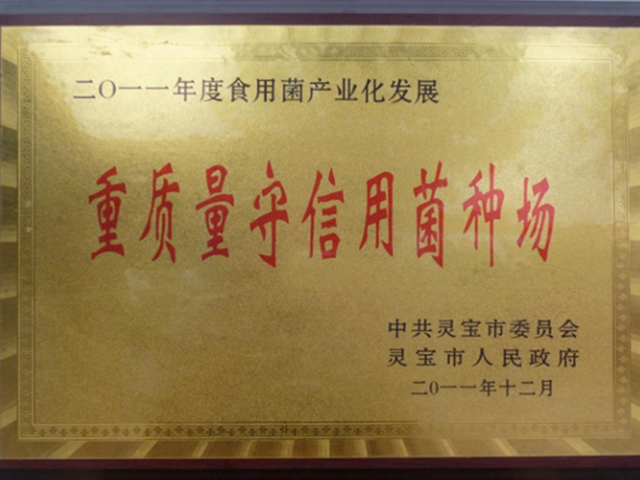 二〇一一年度食用菌产业化发展
重质量守信用菌种场
中共灵宝市委员会
灵宝市人民政府
二〇一一年十二月